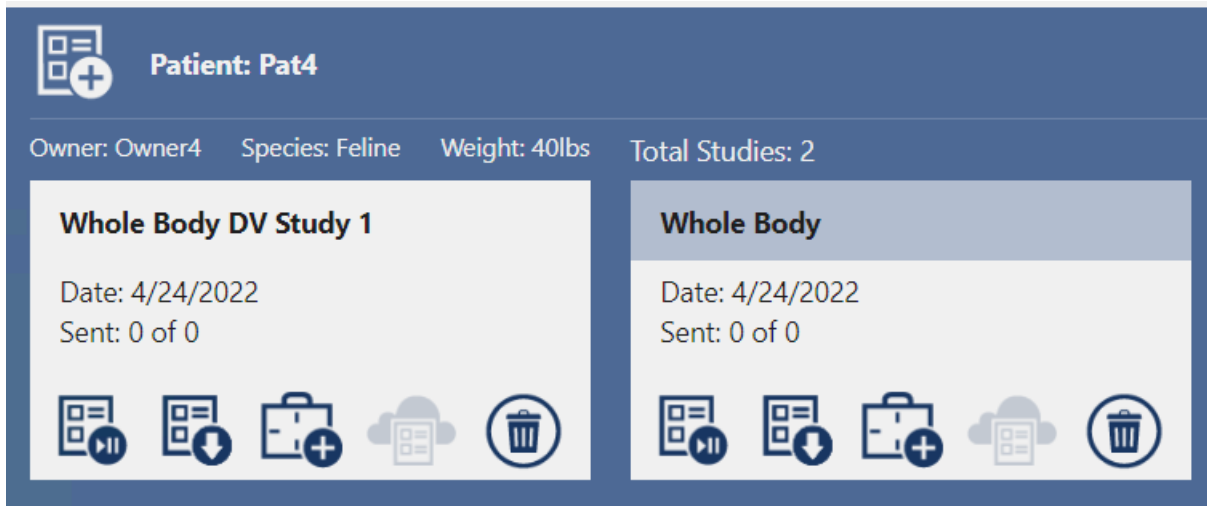 Patient: Pat4
Owner: Owner4 Species: Feline Weight: 40lbs Total Studies: 2
Whole Body DV Study 1
Date: 4/24/2022
Sent: 0 of 0
Whole Body
Date: 4/24/2022
Sent: 0 of 0